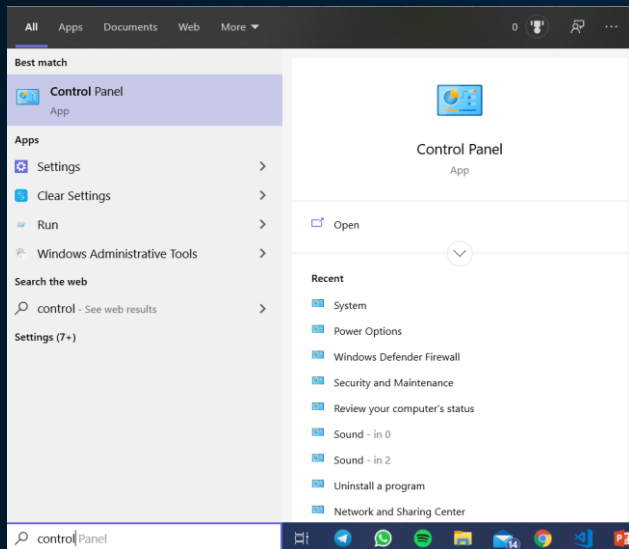 All Apps Documents Web More 0
Best match
Control Panel
App
Apps
Settings
Clear Settings
Run
Windows Administrative Tools
Search the web
control - See web results
Settings (7+)
Control Panel
App
Open
Recent
System
Power Options
Windows Defender Firewall
Security and Maintenance
Review your computer's status
Sound - in 0
Sound - in 2
Uninstall a program
Network and Sharing Center
control Panel
14